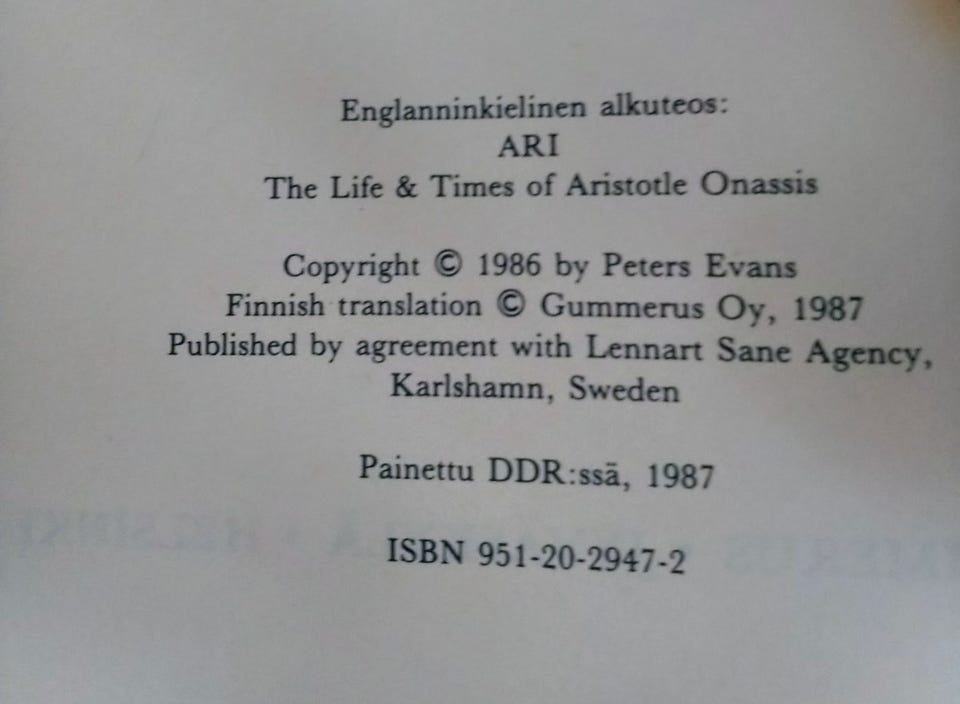 Englanninkielinen alkuteos:
ARI
The Life & Times of Aristotle Onassis
Copyright © 1986 by Peters Evans
Finnish translation © Gummerus Oy, 1987
Published by agreement with Lennart Sane Agency,
Karlshamn, Sweden
Painettu DDR:ssä, 1987
ISBN 951-20-2947-2